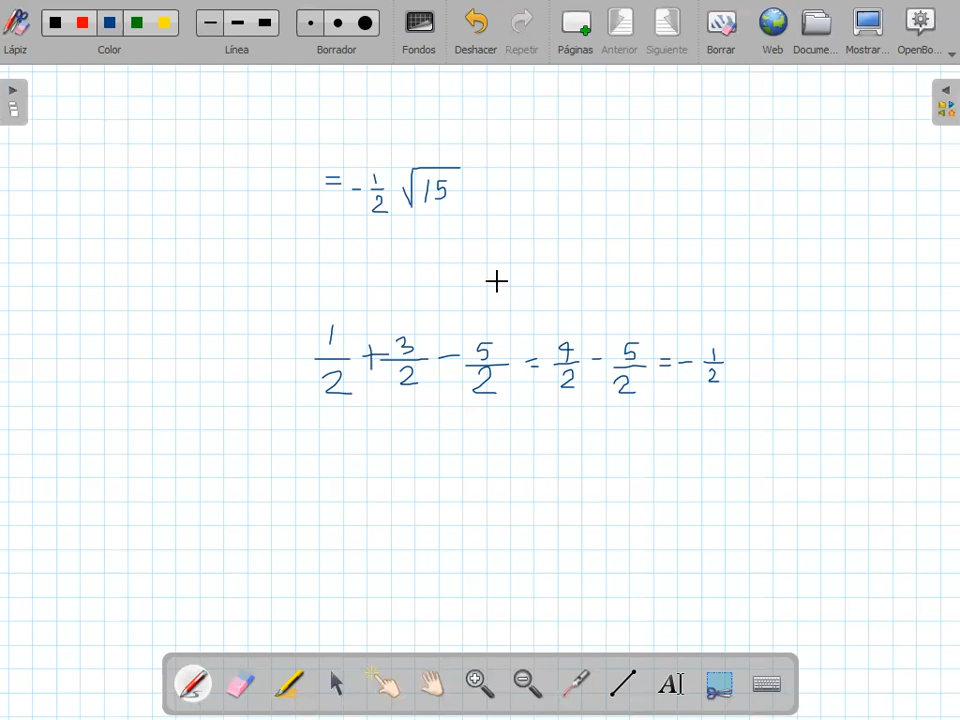 Lápiz Color Línea Borrador Fondos Deshacer Repetir Páginas Anterior Siguiente Borrar Web Docume... Mostrar... OpenBo...
= - 1/2 √15
1/2 + 3/2 - 5/2 = 4/2 - 5/2 = - 1/2
A